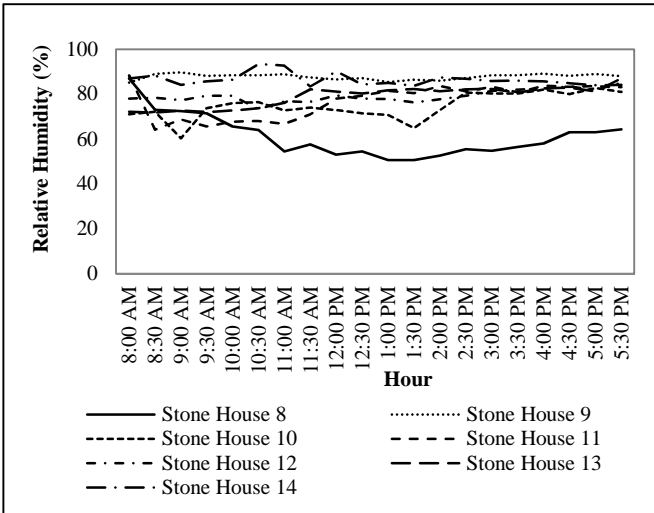 Relative Humidity (%)
100
80
60
40
20
0
8:00 AM
8:30 AM
9:00 AM
9:30 AM
10:00 AM
10:30 AM
11:00 AM
11:30 AM
12:00 PM
12:30 PM
1:00 PM
1:30 PM
2:00 PM
2:30 PM
3:00 PM
3:30 PM
4:00 PM
4:30 PM
5:00 PM
5:30 PM
Hour
Stone House 8
Stone House 9
Stone House 10
Stone House 11
Stone House 12
Stone House 13
Stone House 14